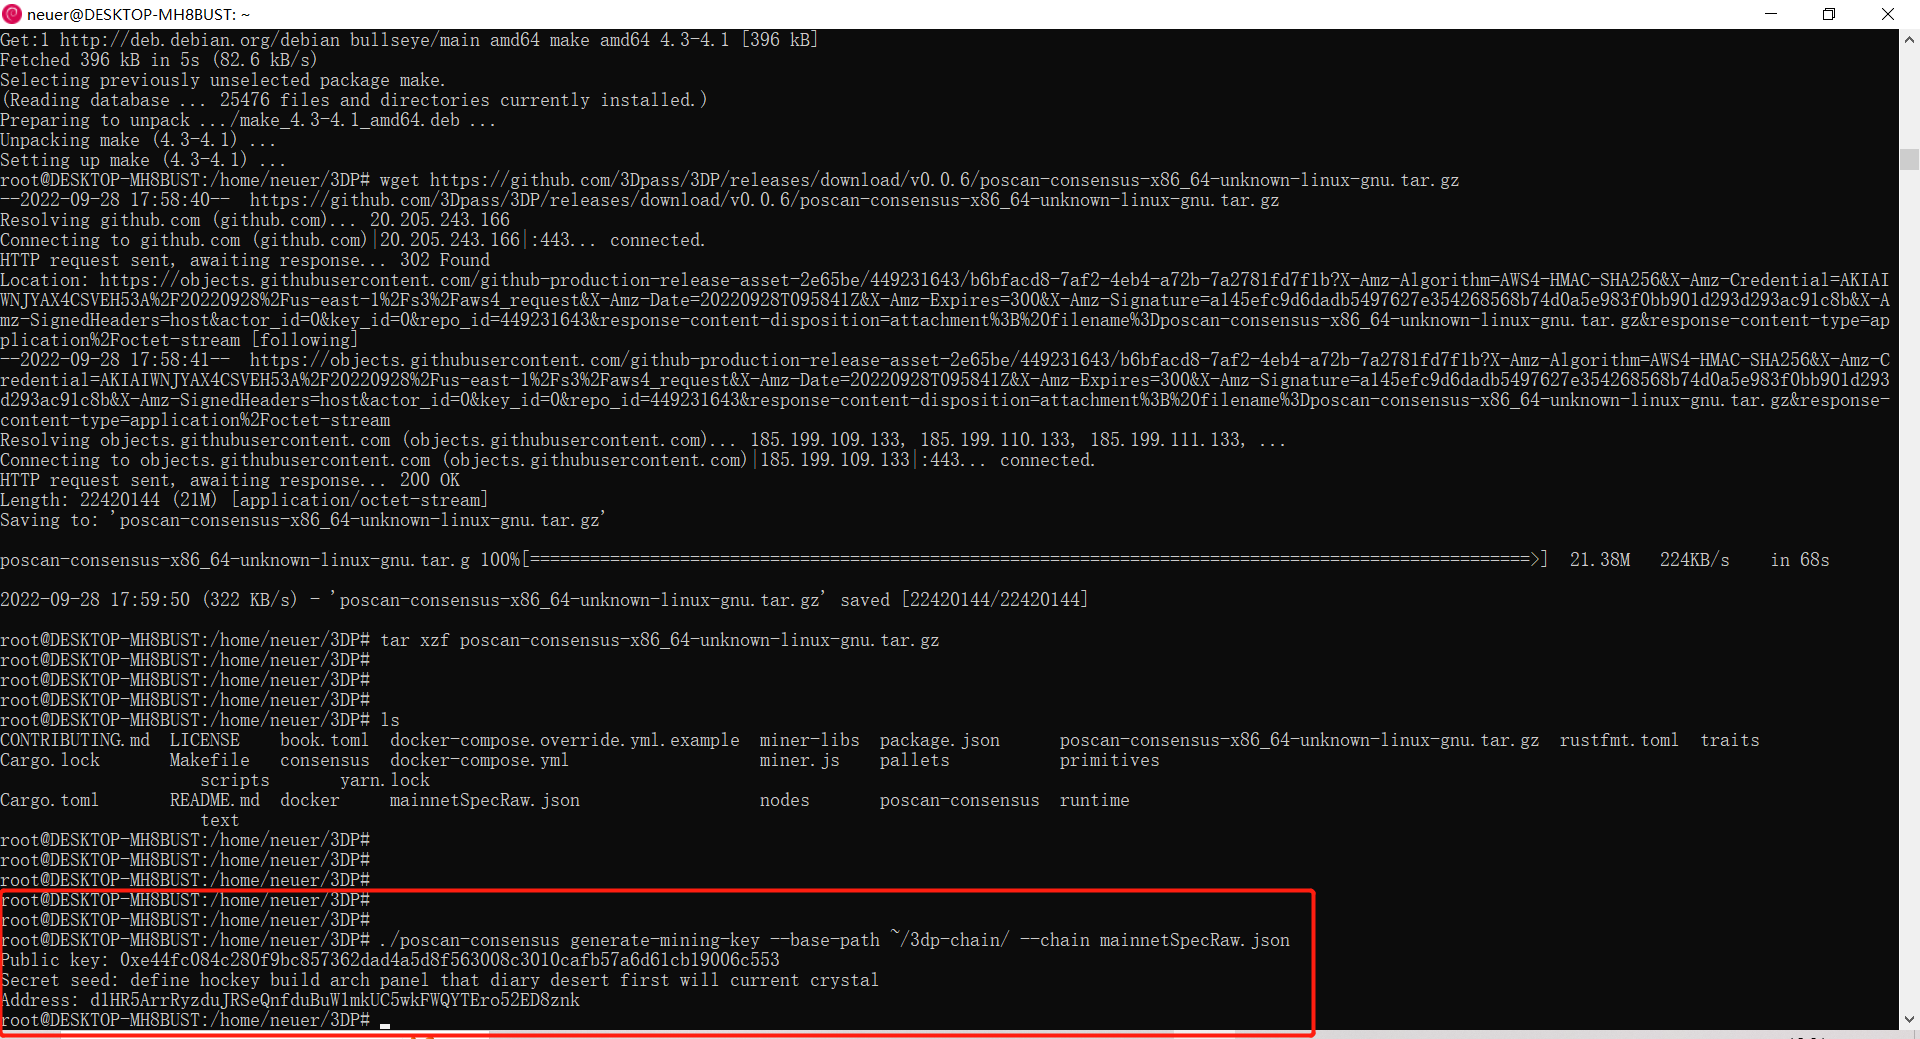 neuer@DESKTOP-MH8BUST: ~
Get:1 http://deb.debian.org/debian bullseye/main amd64 make amd64 4.3-4.1 [396 kB]
Fetched 396 kB in 5s (82.6 kB/s)
Selecting previously unselected package make.
(Reading database ... 25476 files and directories currently installed.)
Preparing to unpack .../make_4.3-4.1_amd64.deb ...
Unpacking make (4.3-4.1) ...
Setting up make (4.3-4.1) ...
root@DESKTOP-MH8BUST:/home/neuer/3DP# wget https://github.com/3Dpass/3DP/releases/download/v0.0.6/poscan-consensus-x86_64-unknown-linux-gnu.tar.gz
--2022-09-28 17:58:40--  https://github.com/3Dpass/3DP/releases/download/v0.0.6/poscan-consensus-x86_64-unknown-linux-gnu.tar.gz
Resolving github.com (github.com)... 20.205.243.166
Connecting to github.com (github.com)|20.205.243.166|:443... connected.
HTTP request sent, awaiting response... 302 Found
Location: https://objects.githubusercontent.com/github-production-release-asset-2e65be/449231643/b6bfacd8-7af2-4eb4-a72b-7a2781fd7f1b?X-Amz-Algorithm=AWS4-HMAC-SHA256&X-Amz-Credential=AKIAI
WNJYAX4CSVEH53A%2F20220928%2Fus-east-1%2Fs3%2Faws4_request&X-Amz-Date=20220928T095841Z&X-Amz-Expires=300&X-Amz-Signature=a145efc9d6dadb5497627e354268568b74d0a5e983f0bb901d293d293ac91c8b&X-A
mz-SignedHeaders=host&actor_id=0&key_id=0&repo_id=449231643&response-content-disposition=attachment%3B%20filename%3Dposcan-consensus-x86_64-unknown-linux-gnu.tar.gz&response-content-type=ap
plication%2Foctet-stream [following]
--2022-09-28 17:58:41--  https://objects.githubusercontent.com/github-production-release-asset-2e65be/449231643/b6bfacd8-7af2-4eb4-a72b-7a2781fd7f1b?X-Amz-Algorithm=AWS4-HMAC-SHA256&X-Amz-C
redential=AKIAIWNJYAX4CSVEH53A%2F20220928%2Fus-east-1%2Fs3%2Faws4_request&X-Amz-Date=20220928T095841Z&X-Amz-Expires=300&X-Amz-Signature=a145efc9d6dadb5497627e354268568b74d0a5e983f0bb901d293
d293ac91c8b&X-Amz-SignedHeaders=host&actor_id=0&key_id=0&repo_id=449231643&response-content-disposition=attachment%3B%20filename%3Dposcan-consensus-x86_64-unknown-linux-gnu.tar.gz&response-
content-type=application%2Foctet-stream
Resolving objects.githubusercontent.com (objects.githubusercontent.com)... 185.199.109.133, 185.199.110.133, 185.199.111.133, ...
Connecting to objects.githubusercontent.com (objects.githubusercontent.com)|185.199.109.133|:443... connected.
HTTP request sent, awaiting response... 200 OK
Length: 22420144 (21M) [application/octet-stream]
Saving to: 'poscan-consensus-x86_64-unknown-linux-gnu.tar.gz'
poscan-consensus-x86_64-unknown-linux-gnu.tar.g 100%[====================================================================================================>]  21.38M   224KB/s    in 68s
2022-09-28 17:59:50 (322 KB/s) - 'poscan-consensus-x86_64-unknown-linux-gnu.tar.gz' saved [22420144/22420144]
root@DESKTOP-MH8BUST:/home/neuer/3DP# tar xzf poscan-consensus-x86_64-unknown-linux-gnu.tar.gz
root@DESKTOP-MH8BUST:/home/neuer/3DP#
root@DESKTOP-MH8BUST:/home/neuer/3DP#
root@DESKTOP-MH8BUST:/home/neuer/3DP#
root@DESKTOP-MH8BUST:/home/neuer/3DP# ls
CONTRIBUTING.md  LICENSE    book.toml  docker-compose.override.yml.example  miner-libs  package.json      poscan-consensus-x86_64-unknown-linux-gnu.tar.gz  rustfmt.toml  traits
Cargo.lock       Makefile   consensus  docker-compose.yml                   miner.js    pallets           primitives
scripts       yarn.lock
Cargo.toml       README.md  docker     mainnetSpecRaw.json                  nodes       poscan-consensus  runtime
text
root@DESKTOP-MH8BUST:/home/neuer/3DP#
root@DESKTOP-MH8BUST:/home/neuer/3DP#
root@DESKTOP-MH8BUST:/home/neuer/3DP#
root@DESKTOP-MH8BUST:/home/neuer/3DP#
root@DESKTOP-MH8BUST:/home/neuer/3DP#
root@DESKTOP-MH8BUST:/home/neuer/3DP# ./poscan-consensus generate-mining-key --base-path ~/3dp-chain/ --chain mainnetSpecRaw.json
Public key: 0xe44fc084c280f9bc857362dad4a5d8f563008c3010cafb57a6d61cb19006c553
Secret seed: define hockey build arch panel that diary desert first will current crystal
Address: d1HR5ArrRyzduJRSeQnfduBuW1mkUC5wkFWQYTEro52ED8znk
root@DESKTOP-MH8BUST:/home/neuer/3DP#